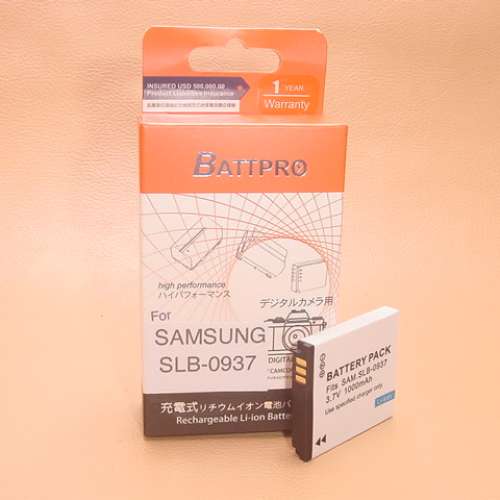 INSURED USD 500,000.00
Product Liability Insurance
1 YEAR
Warranty
BATTPRO
high performance
ハイパフォーマンス
デジタルカメラ用
For
SAMSUNG
SLB-0937
DIGITAL
充電式リチウムイオン電池パ
Rechargeable Li-ion Batter
BATTERY PACK
Fits SAM.SLB-0937
3.7V 1000mAh
Use specified charger only
Li-ion